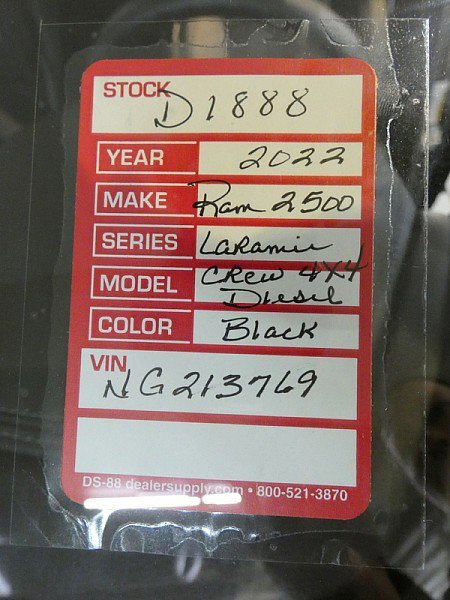 STOCK D1888
YEAR 2022
MAKE Ram 2500
SERIES Laramie
MODEL Crew 4x4
Diesel
COLOR Black
VIN NG213769
DS-88 dealersupply.com • 800-521-3870